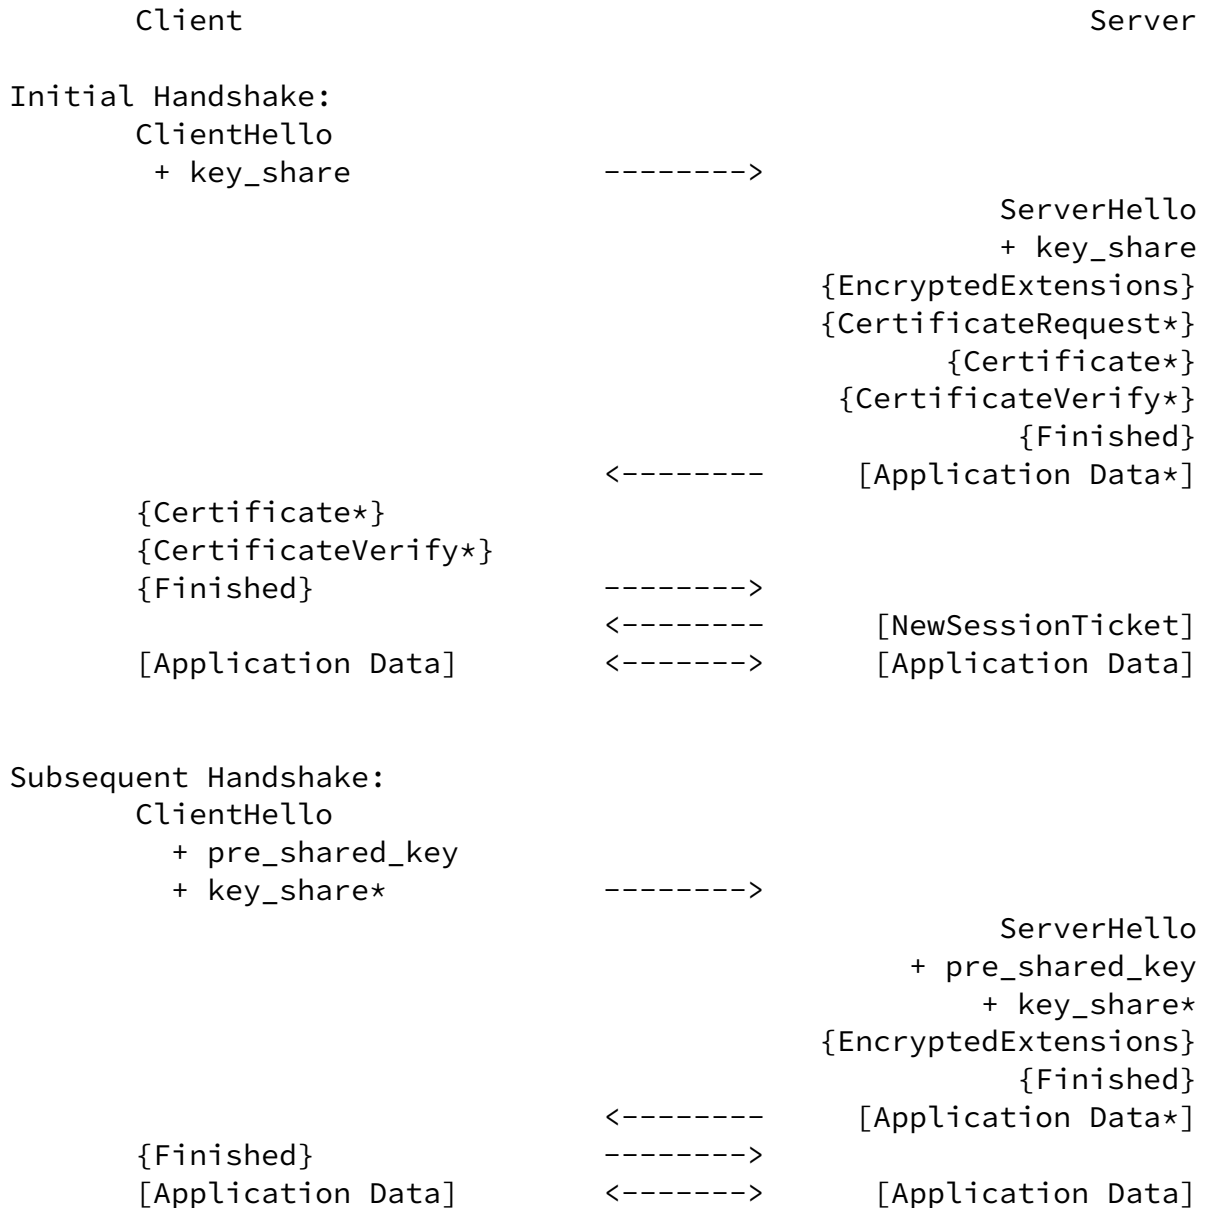 Client                                               Server

Initial Handshake:
       ClientHello
        + key_share              -------->
                                                       ServerHello
                                                       + key_share
                                             {EncryptedExtensions}
                                             {CertificateRequest*}
                                                    {Certificate*}
                                              {CertificateVerify*}
                                                        {Finished}
                                 <--------     [Application Data*]
       {Certificate*}
       {CertificateVerify*}
       {Finished}                -------->
                                 <--------      [NewSessionTicket]
       [Application Data]        <------->      [Application Data]


Subsequent Handshake:
       ClientHello
         + pre_shared_key
         + key_share*            -------->
                                                       ServerHello
                                                  + pre_shared_key
                                                      + key_share*
                                             {EncryptedExtensions}
                                                        {Finished}
                                 <--------     [Application Data*]
       {Finished}                -------->
       [Application Data]        <------->      [Application Data]